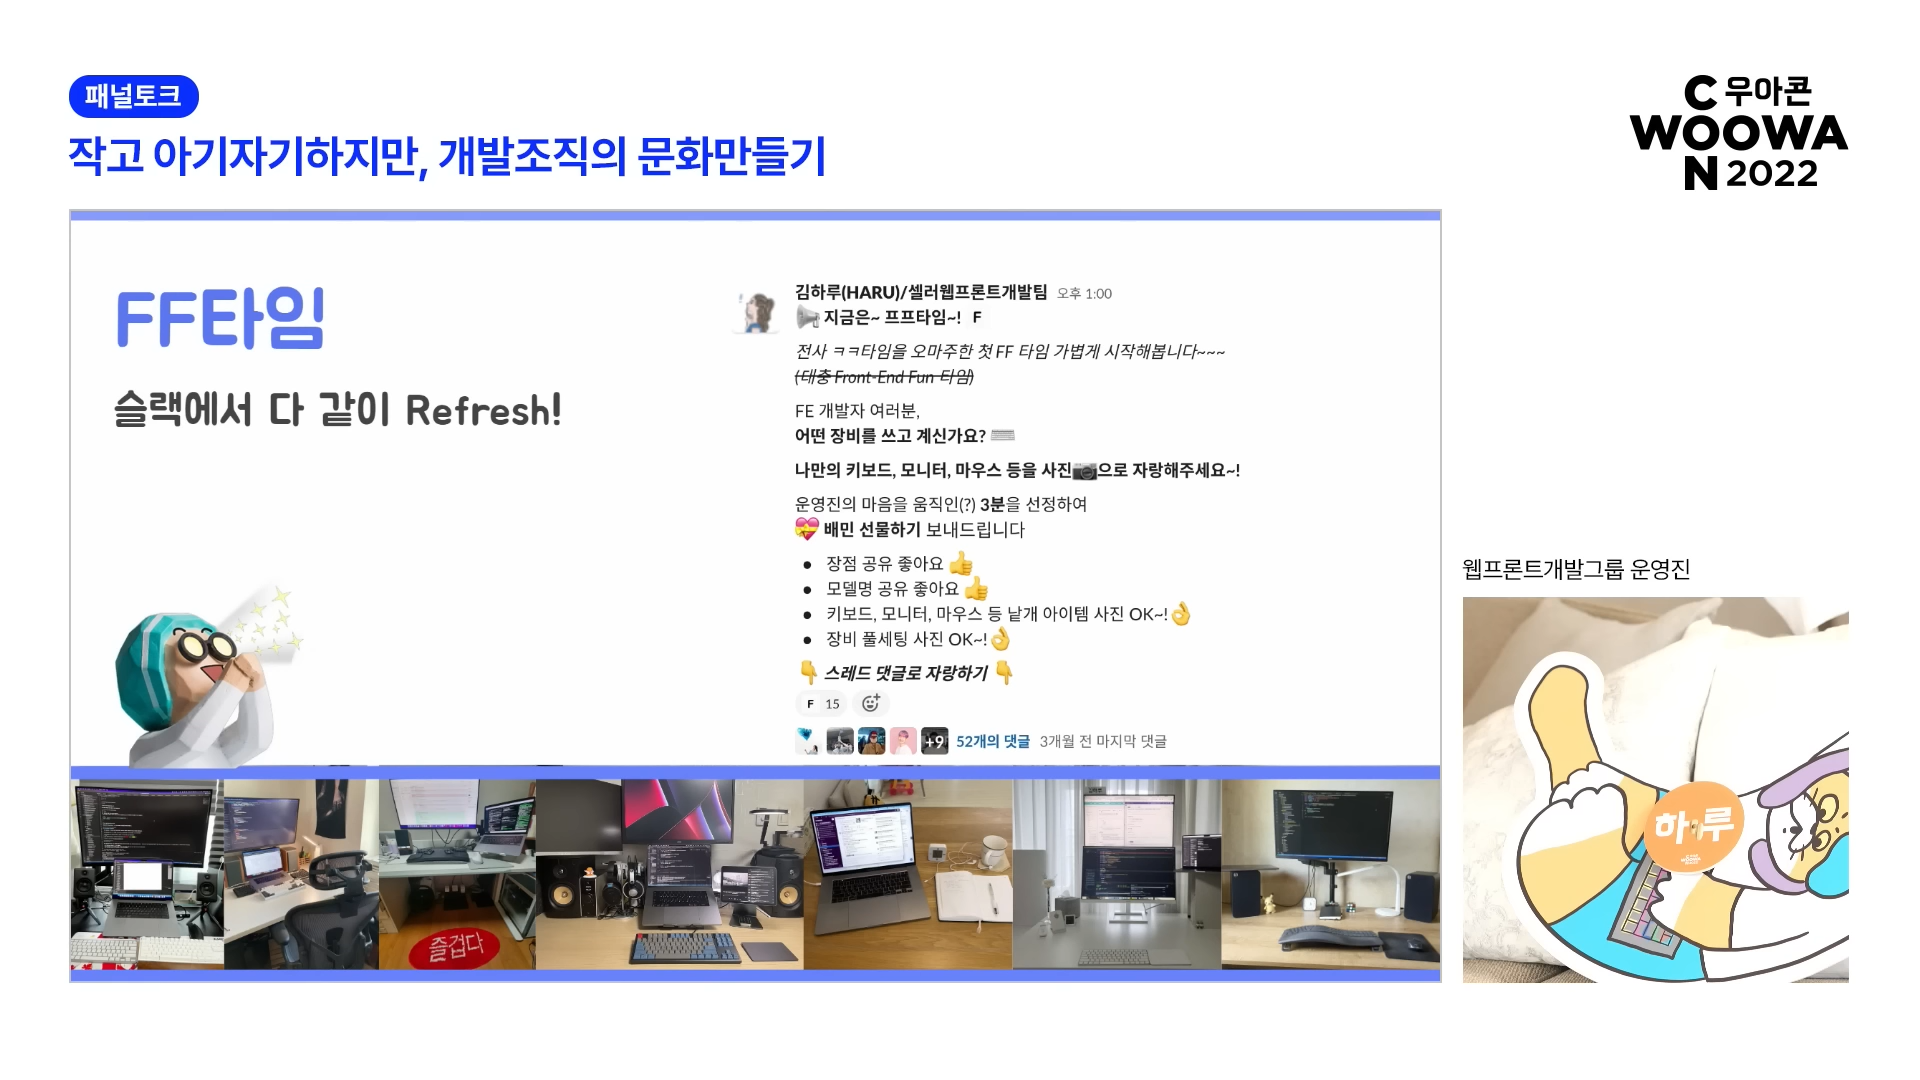 패널토크
작고 아기자기하지만, 개발조직의 문화만들기
C 우아콘
WOOWA
N 2022
FF타임
슬랙에서 다 같이 Refresh!
김하루(HARU)/셀러웹프론트개발팀 오후 1:00
지금은~ 프프타임~! F
전사 ㅋㅋ타임을 오마주한 첫 FF 타임 가볍게 시작해봅니다~~~
(대충 Front-End Fun 타임)
FE 개발자 여러분,
어떤 장비를 쓰고 계신가요?
나만의 키보드, 모니터, 마우스 등을 사진으로 자랑해주세요~!
운영진의 마음을 움직인(?) 3분을 선정하여
배민 선물하기 보내드립니다
● 장점 공유 좋아요
● 모델명 공유 좋아요
● 키보드, 모니터, 마우스 등 낱개 아이템 사진 OK~!
● 장비 풀세팅 사진 OK~!
스레드 댓글로 자랑하기
F 15
+9 52개의 댓글 3개월 전 마지막 댓글
즐겁다
웹프론트개발그룹 운영진
하루